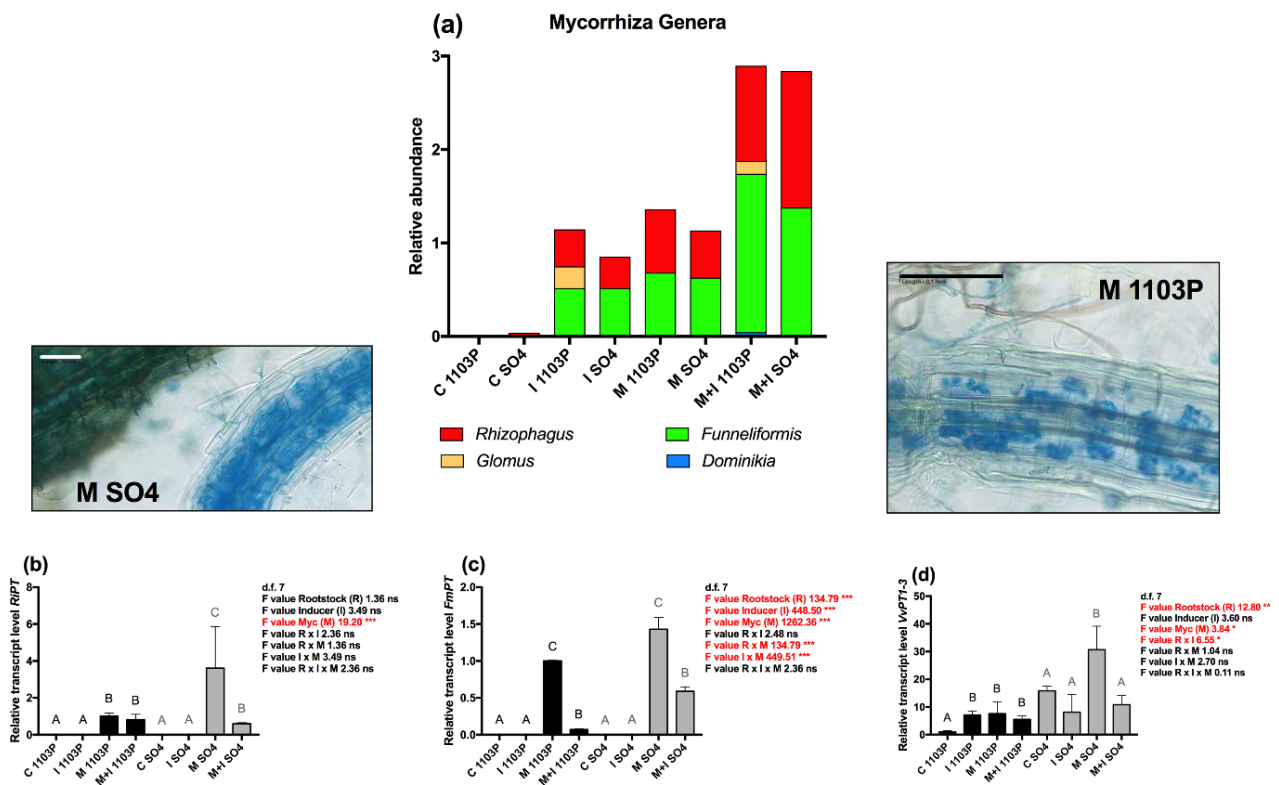 (a)
Mycorrhiza Genera
Relative abundance
3
2
1
0
C 1103P
C SO4
I 1103P
I SO4
M 1103P
M SO4
M+I 1103P
M+I SO4
Rhizophagus
Funneliformis
Glomus
Dominikia
M SO4
M 1103P
(b)
Relative transcript level RiPT
8
6
4
2
0
A
A
B
B
A
A
C
B
C 1103P
I 1103P
M 1103P
M+I 1103P
C SO4
I SO4
M SO4
M+I SO4
d.f. 7
F value Rootstock (R) 1.36 ns
F value Inducer (I) 3.49 ns
F value Myc (M) 19.20 ***
F value R x I 2.36 ns
F value R x M 1.36 ns
F value I x M 3.49 ns
F value R x I x M 2.36 ns
(c)
Relative transcript level FmPT
2.0
1.5
1.0
0.5
0.0
A
A
C
B
A
A
C
B
C 1103P
I 1103P
M 1103P
M+I 1103P
C SO4
I SO4
M SO4
M+I SO4
d.f. 7
F value Rootstock (R) 134.79 ***
F value Inducer (I) 448.50 ***
F value Myc (M) 1262.36 ***
F value R x I 2.48 ns
F value R x M 134.79 ***
F value I x M 449.51 ***
F value R x I x M 2.36 ns
(d)
Relative transcript level VvPT1-3
50
40
30
20
10
0
A
B
B
B
A
A
B
A
C 1103P
I 1103P
M 1103P
M+I 1103P
C SO4
I SO4
M SO4
M+I SO4
d.f. 7
F value Rootstock (R) 12.80 **
F value Inducer (I) 3.60 ns
F value Myc (M) 3.84 *
F value R x I 6.55 *
F value R x M 1.04 ns
F value I x M 2.70 ns
F value R x I x M 0.11 ns